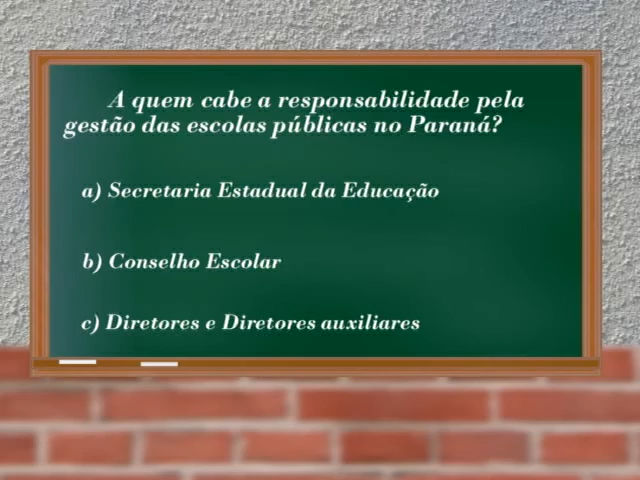 A quem cabe a responsabilidade pela
gestão das escolas públicas no Paraná?
a) Secretaria Estadual da Educação
b) Conselho Escolar
c) Diretores e Diretores auxiliares